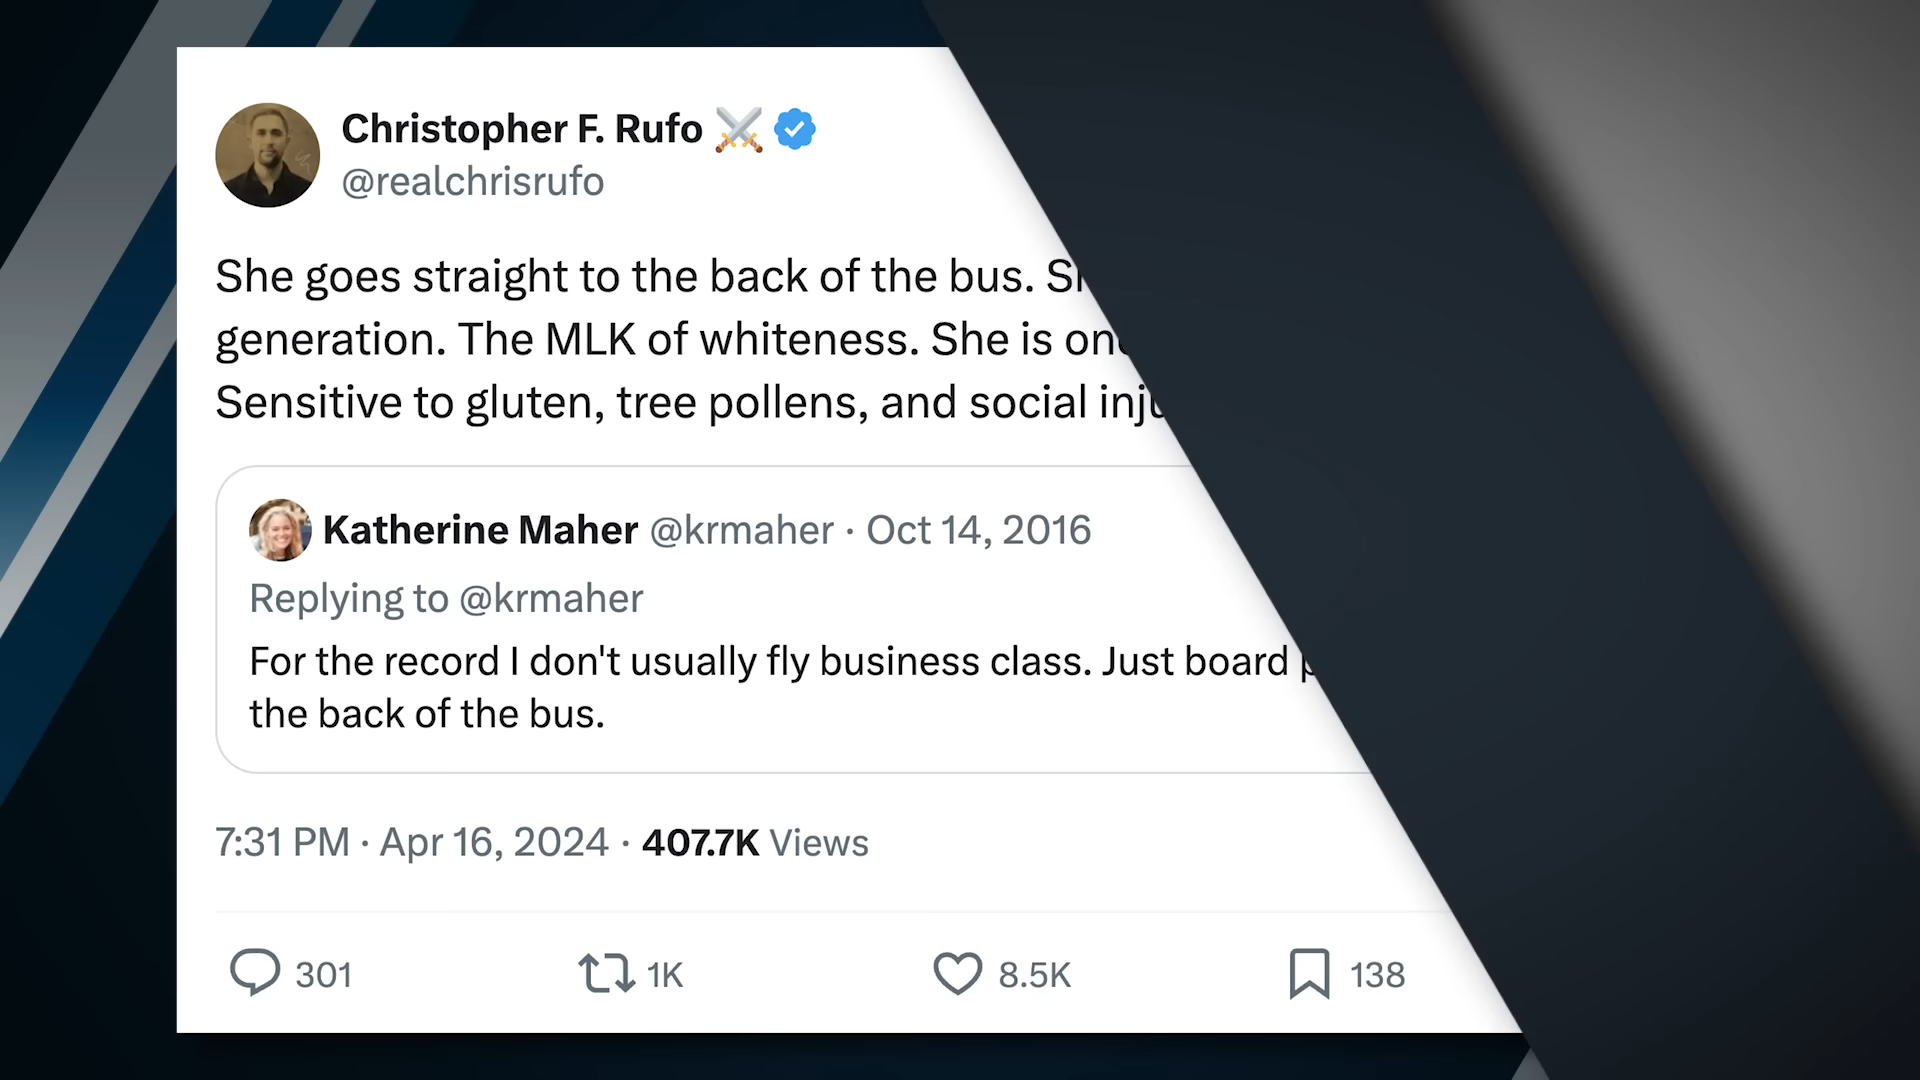 Christopher F. Rufo
@realchrisrufo
She goes straight to the back of the bus.
generation. The MLK of whiteness. She is
Sensitive to gluten, tree pollens, and social
Katherine Maher @krmaher · Oct 14, 2016
Replying to @krmaher
For the record I don't usually fly business class. Just board
the back of the bus.
7:31 PM · Apr 16, 2024 · 407.7K Views
301 1K 8.5K 138